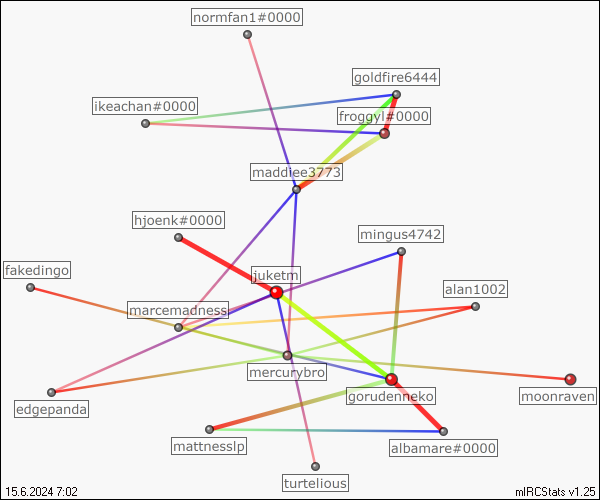 normfan1#0000
goldfire6444
ikeachan#0000
froggyl#0000
maddiee3773
hjoenk#0000
mingus4742
fakedingo
juketm
alan1002
marcemadness
mercurybro
gorudenneko
moonraven
edgepanda
mattnesslp
albamare#0000
turtelious
15.6.2024 7:02
mIRCStats v1.25